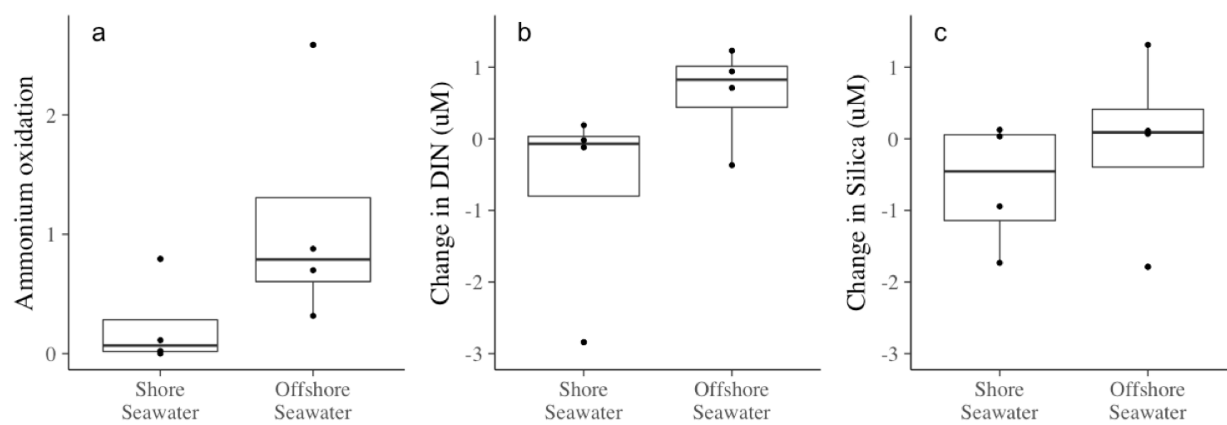 a
Ammonium oxidation
2
1
0
Shore
Seawater
Offshore
Seawater
b
Change in DIN (uM)
1
0
-1
-2
-3
Shore
Seawater
Offshore
Seawater
c
Change in Silica (uM)
1
0
-1
-2
-3
Shore
Seawater
Offshore
Seawater